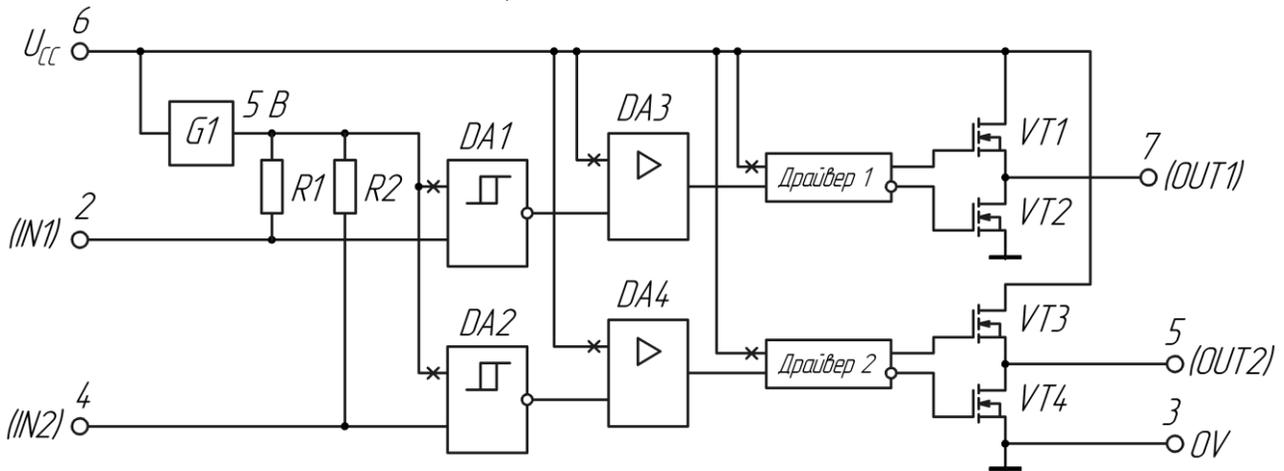 6
U_CC
5 В
G1
DA1
DA3
VT1
7
(OUT1)
R1
R2
Драйвер 1
2
(IN1)
VT2
DA4
DA2
VT3
5
(OUT2)
Драйвер 2
4
(IN2)
VT4
3
0V